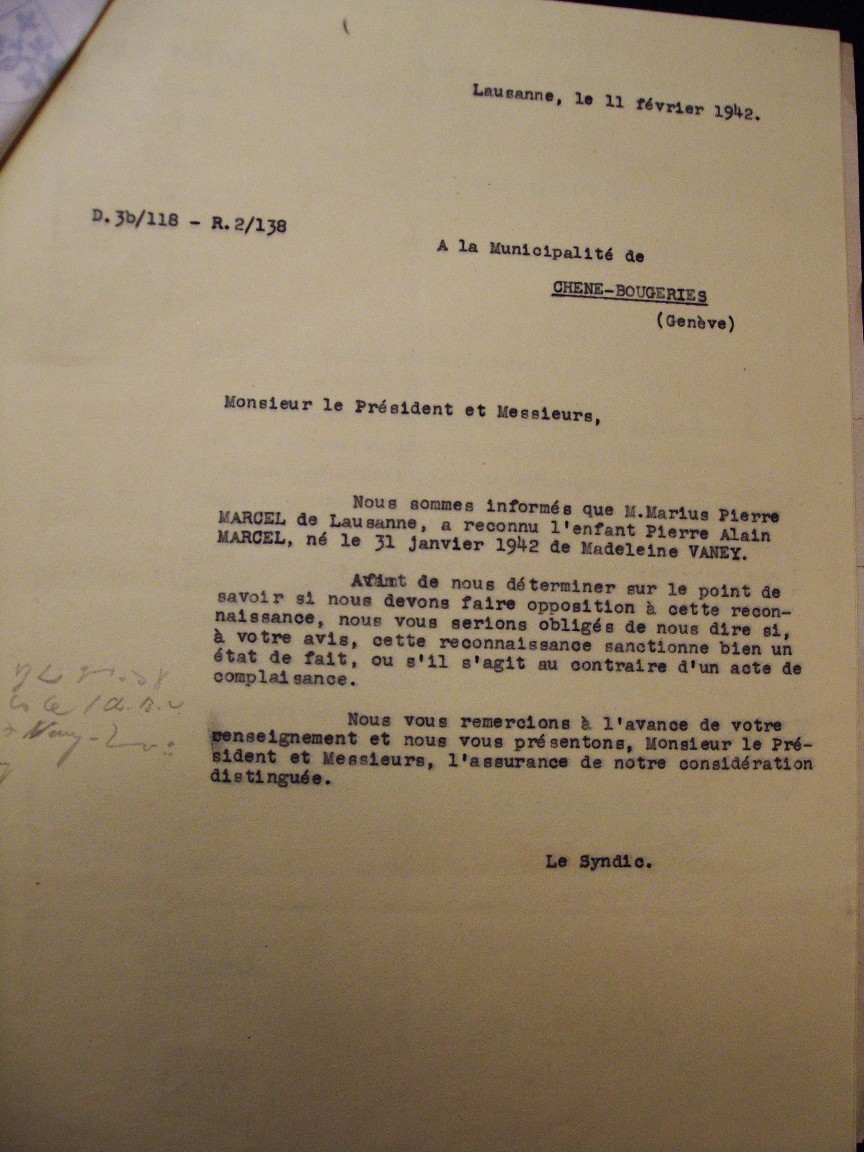 Lausanne, le 11 février 1942.
D.3b/118 - R.2/138
A la Municipalité de
CHENE-BOUGERIES
(Genève)
Monsieur le Président et Messieurs,
Nous sommes informés que M.Marius Pierre
MARCEL de Lausanne, a reconnu l'enfant Pierre Alain
MARCEL, né le 31 janvier 1942 de Madeleine VANEY.
Avant de nous déterminer sur le point de
savoir si nous devons faire opposition à cette recon-
naissance, nous vous serions obligés de nous dire si,
à votre avis, cette reconnaissance sanctionne bien un
état de fait, ou s'il s'agit au contraire d'un acte de
complaisance.
Nous vous remercions à l'avance de votre
renseignement et nous vous présentons, Monsieur le Pré-
sident et Messieurs, l'assurance de notre considération
distinguée.
Le Syndic.